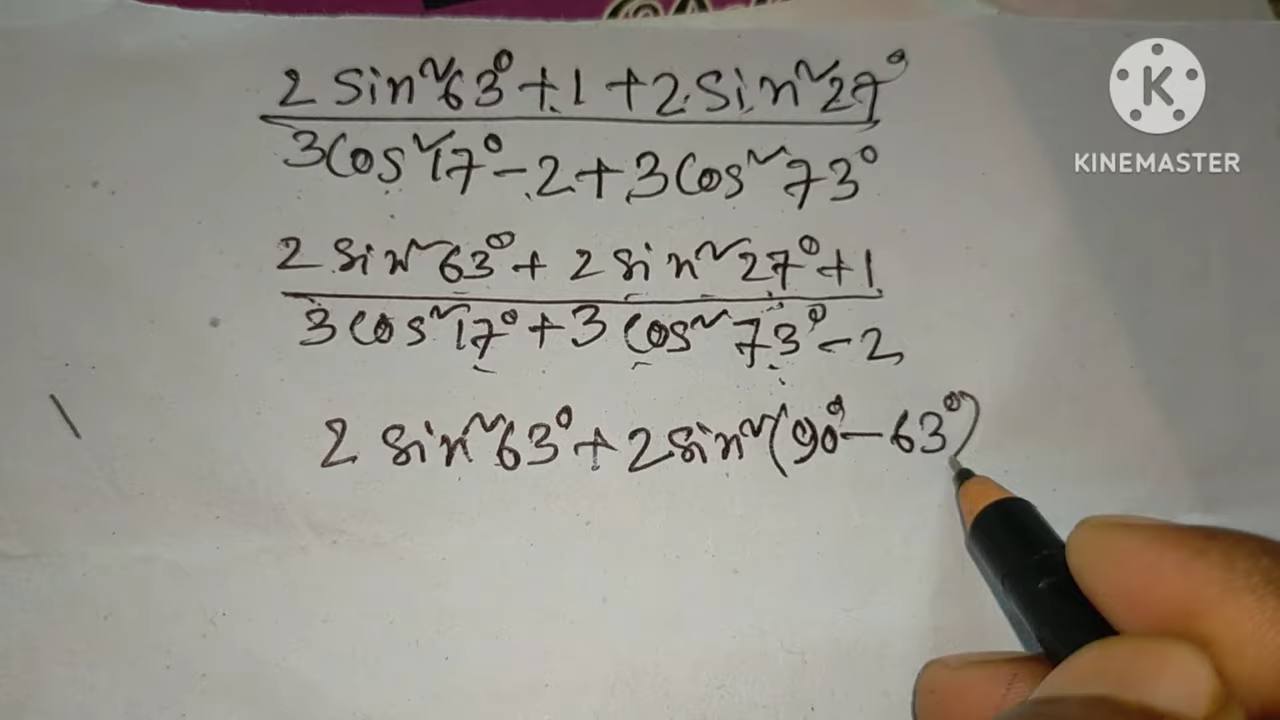 K
KINEMASTER
2 sin²63° + 1 + 2 sin²27°
3 cos²17° - 2 + 3 cos²73°
2 sin²63° + 2 sin²27° + 1
3 cos²17° + 3 cos²73° - 2
2 sin²63° + 2 sin²(90° - 63°)